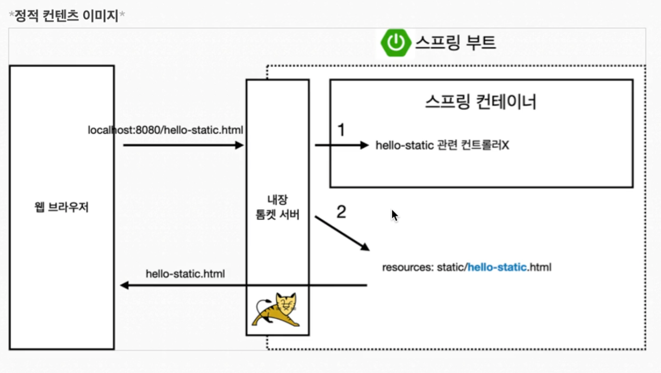 *정적 컨텐츠 이미지*
스프링 부트
스프링 컨테이너
localhost:8080/hello-static.html
1
hello-static 관련 컨트롤러X
웹 브라우저
내장
톰켓 서버
2
resources: static/hello-static.html
hello-static.html